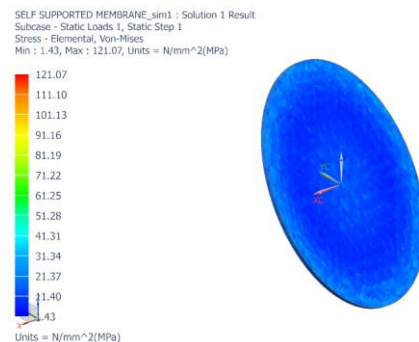 SELF SUPPORTED MEMBRANE_sim1 : Solution 1 Result
Subcase - Static Loads 1, Static Step 1
Stress - Elemental, Von-Mises
Min : 1.43, Max : 121.07, Units = N/mm^2(MPa)
121.07
111.10
101.13
91.16
81.19
71.22
61.25
51.28
41.31
31.34
21.37
11.40
1.43
X
YC
XC
Units = N/mm^2(MPa)